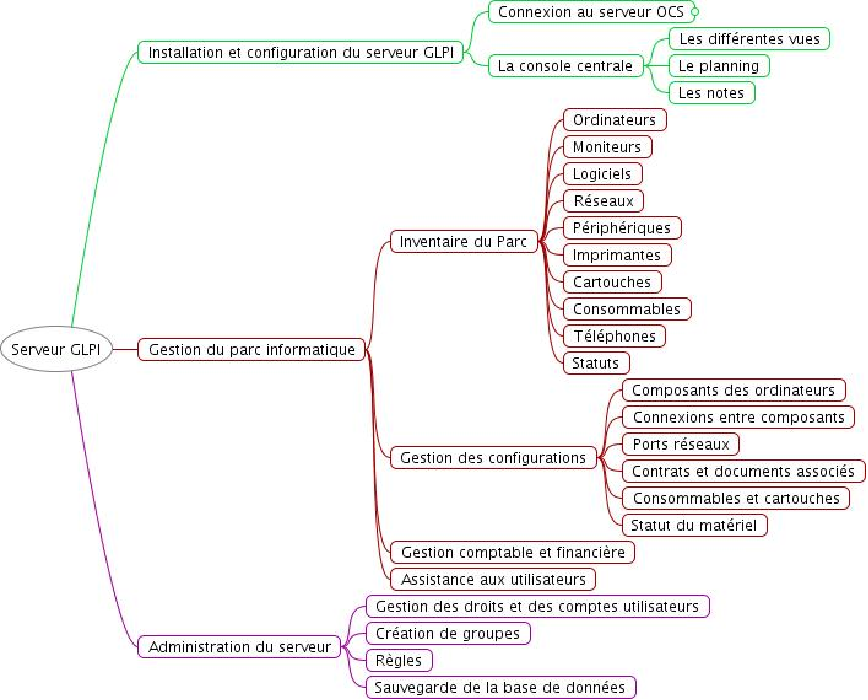 Connexion au serveur OCS
Installation et configuration du serveur GLPI
Les différentes vues
La console centrale
Le planning
Les notes
Ordinateurs
Moniteurs
Logiciels
Réseaux
Périphériques
Inventaire du Parc
Imprimantes
Cartouches
Consommables
Téléphones
Statuts
Serveur GLPI
Gestion du parc informatique
Composants des ordinateurs
Connexions entre composants
Ports réseaux
Gestion des configurations
Contrats et documents associés
Consommables et cartouches
Statut du matériel
Gestion comptable et financière
Assistance aux utilisateurs
Gestion des droits et des comptes utilisateurs
Création de groupes
Administration du serveur
Règles
Sauvegarde de la base de données